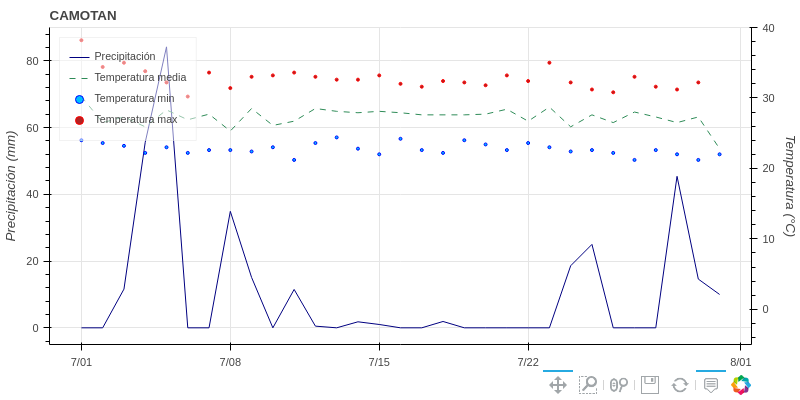 CAMOTAN
Precipitación
Temperatura media
Temperatura min
Temperatura max
Precipitación (mm)
80
60
40
20
0
Temperatura (°C)
40
30
20
10
0
7/01
7/08
7/15
7/22
8/01